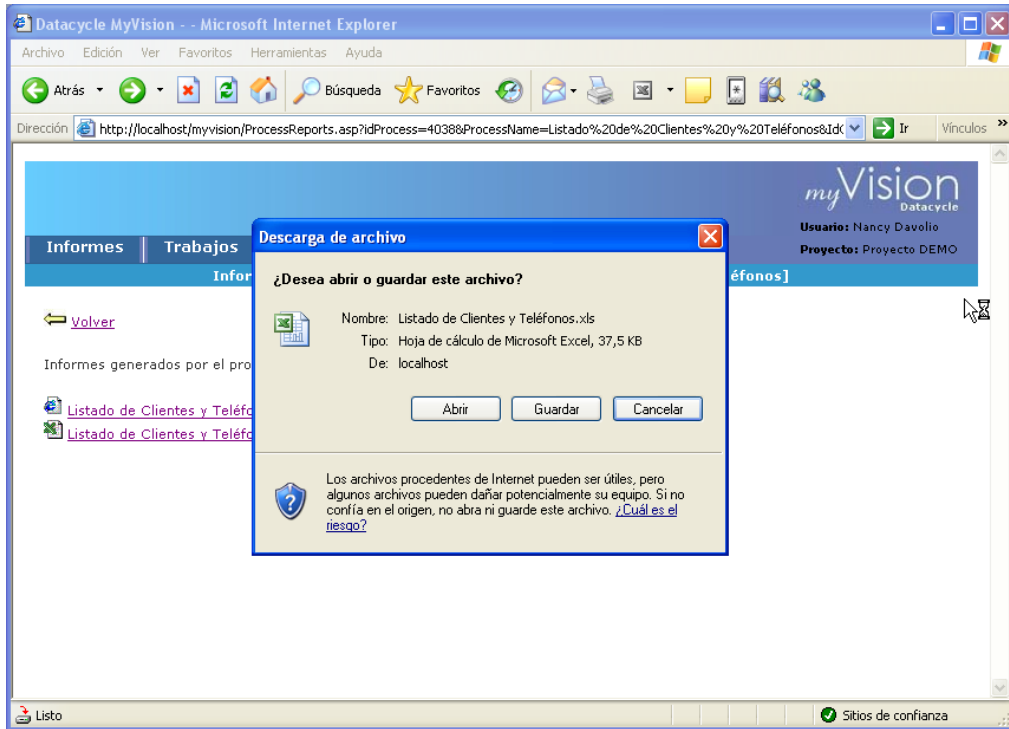 Datacycle MyVision - - Microsoft Internet Explorer
Archivo Edición Ver Favoritos Herramientas Ayuda
Atrás Búsqueda Favoritos
Dirección http://localhost/myvision/ProcessReports.asp?idProcess=4038&ProcessName=Listado%20de%20Clientes%20y%20Teléfonos&Id Ir Vínculos »
myVision
Datacycle
Usuario: Nancy Davolio
Informes Trabajos Proyecto: Proyecto DEMO
Infor éfonos]
Descarga de archivo
¿Desea abrir o guardar este archivo?
Nombre: Listado de Clientes y Teléfonos.xls
Tipo: Hoja de cálculo de Microsoft Excel, 37,5 KB
De: localhost
Abrir Guardar Cancelar
Los archivos procedentes de Internet pueden ser útiles, pero
algunos archivos pueden dañar potencialmente su equipo. Si no
confía en el origen, no abra ni guarde este archivo. ¿Cuál es el
riesgo?
Volver
Informes generados por el pro
Listado de Clientes y Teléfo
Listado de Clientes y Teléfo
Listo Sitios de confianza